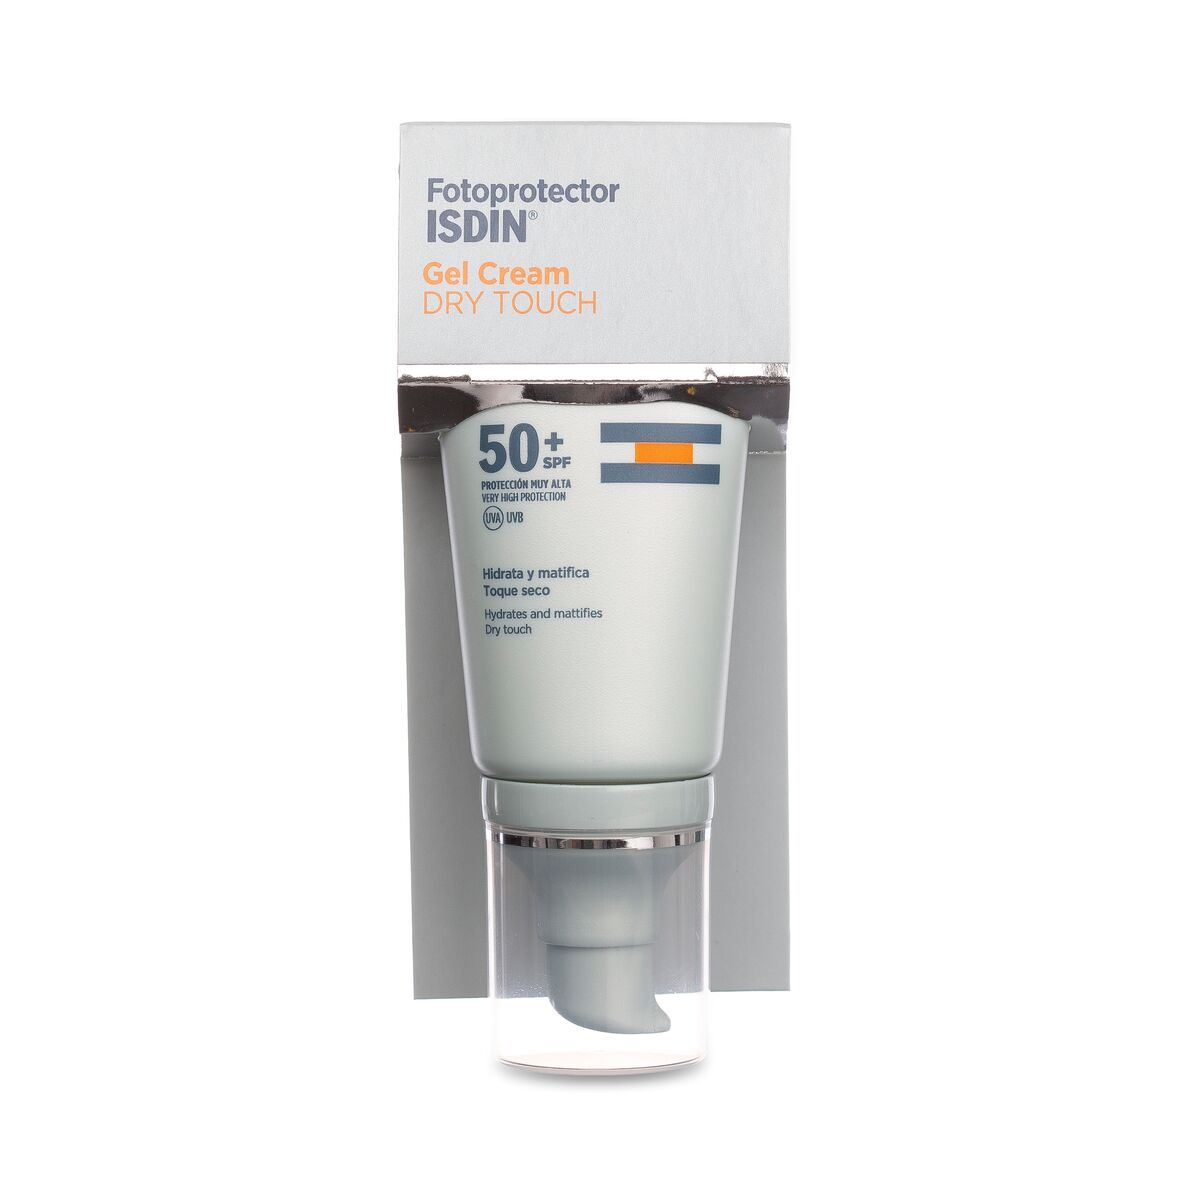 Fotoprotector
ISDIN®
Gel Cream
DRY TOUCH
50+
SPF
PROTECCIÓN MUY ALTA
VERY HIGH PROTECTION
UVA UVB
Hidrata y matifica
Toque seco
Hydrates and mattifies
Dry touch